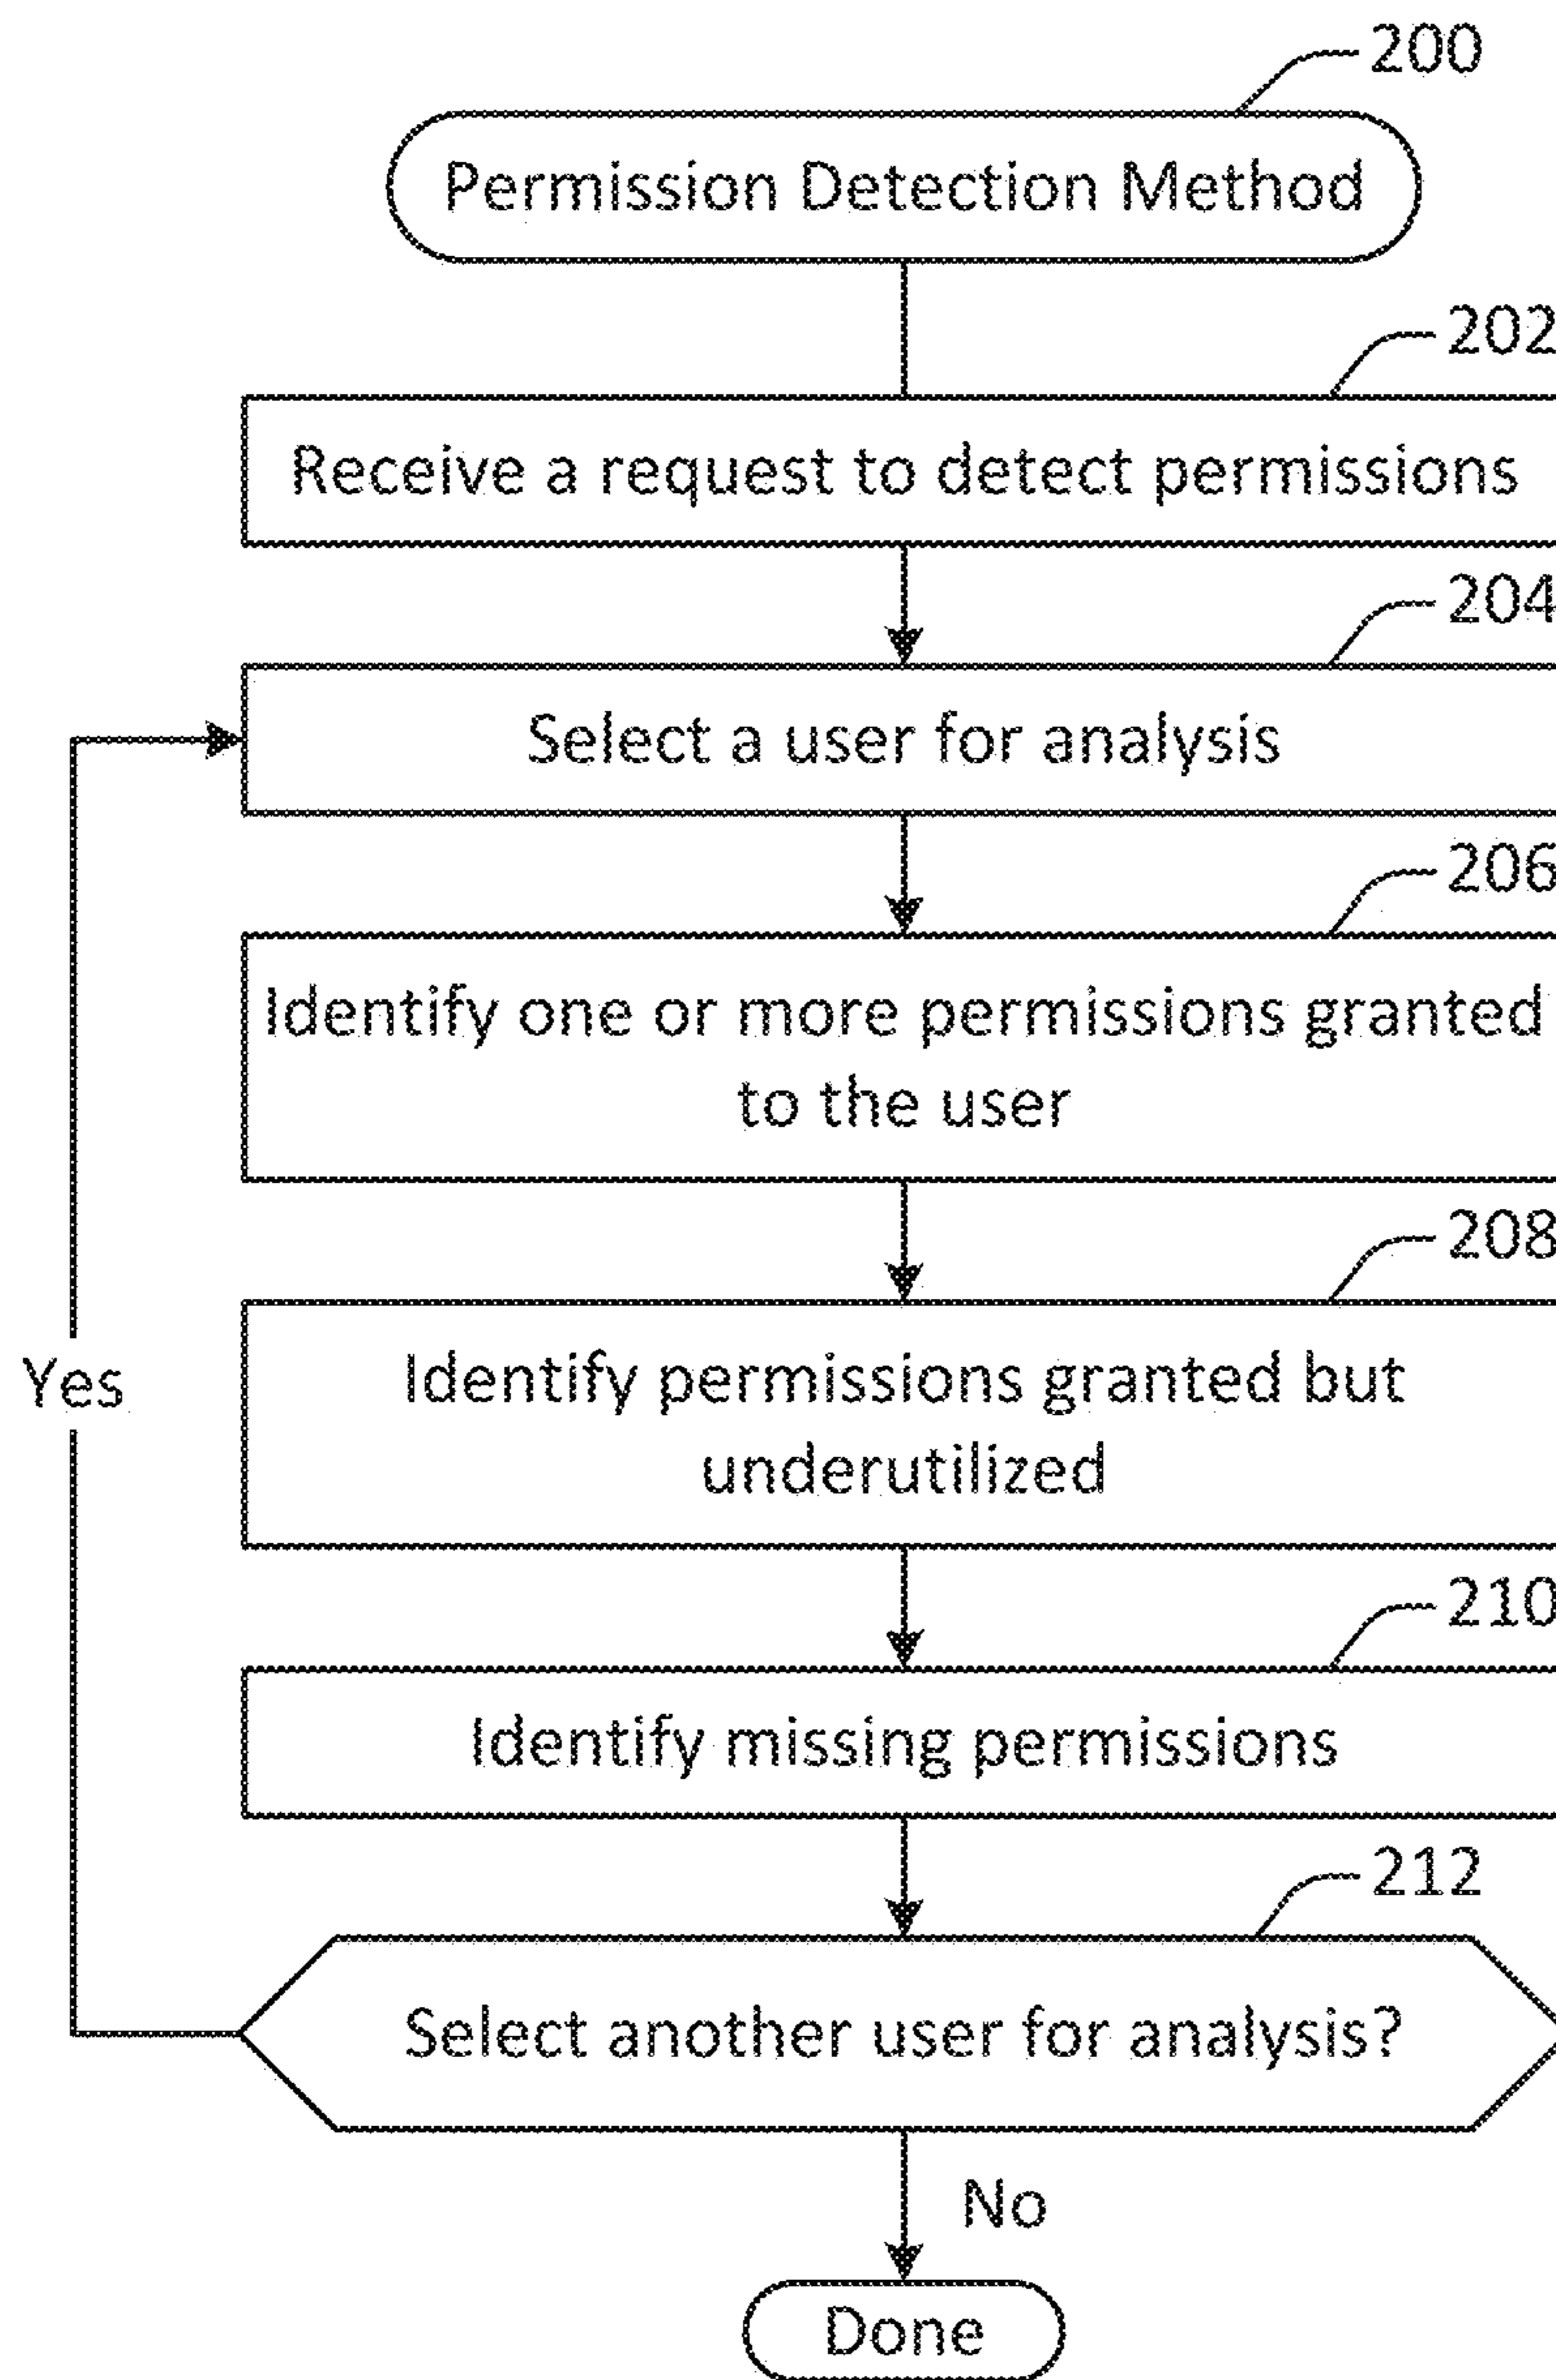 200
Permission Detection Method
202
Receive a request to detect permissions
204
Select a user for analysis
206
Identify one or more permissions granted
to the user
208
Identify permissions granted but
underutilized
Yes
210
Identify missing permissions
212
Select another user for analysis?
No
Done